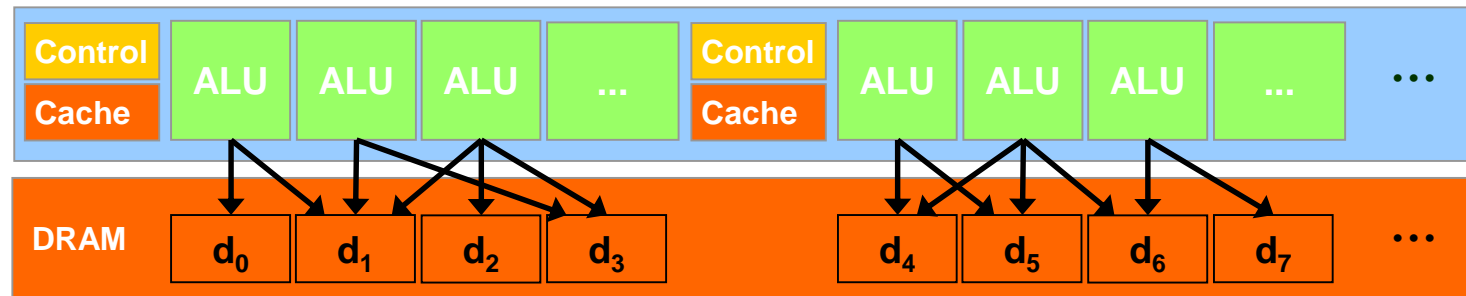 Control
Cache
ALU
ALU
ALU
...
Control
Cache
ALU
ALU
ALU
...
...
DRAM
d₀
d₁
d₂
d₃
d₄
d₅
d₆
d₇
...